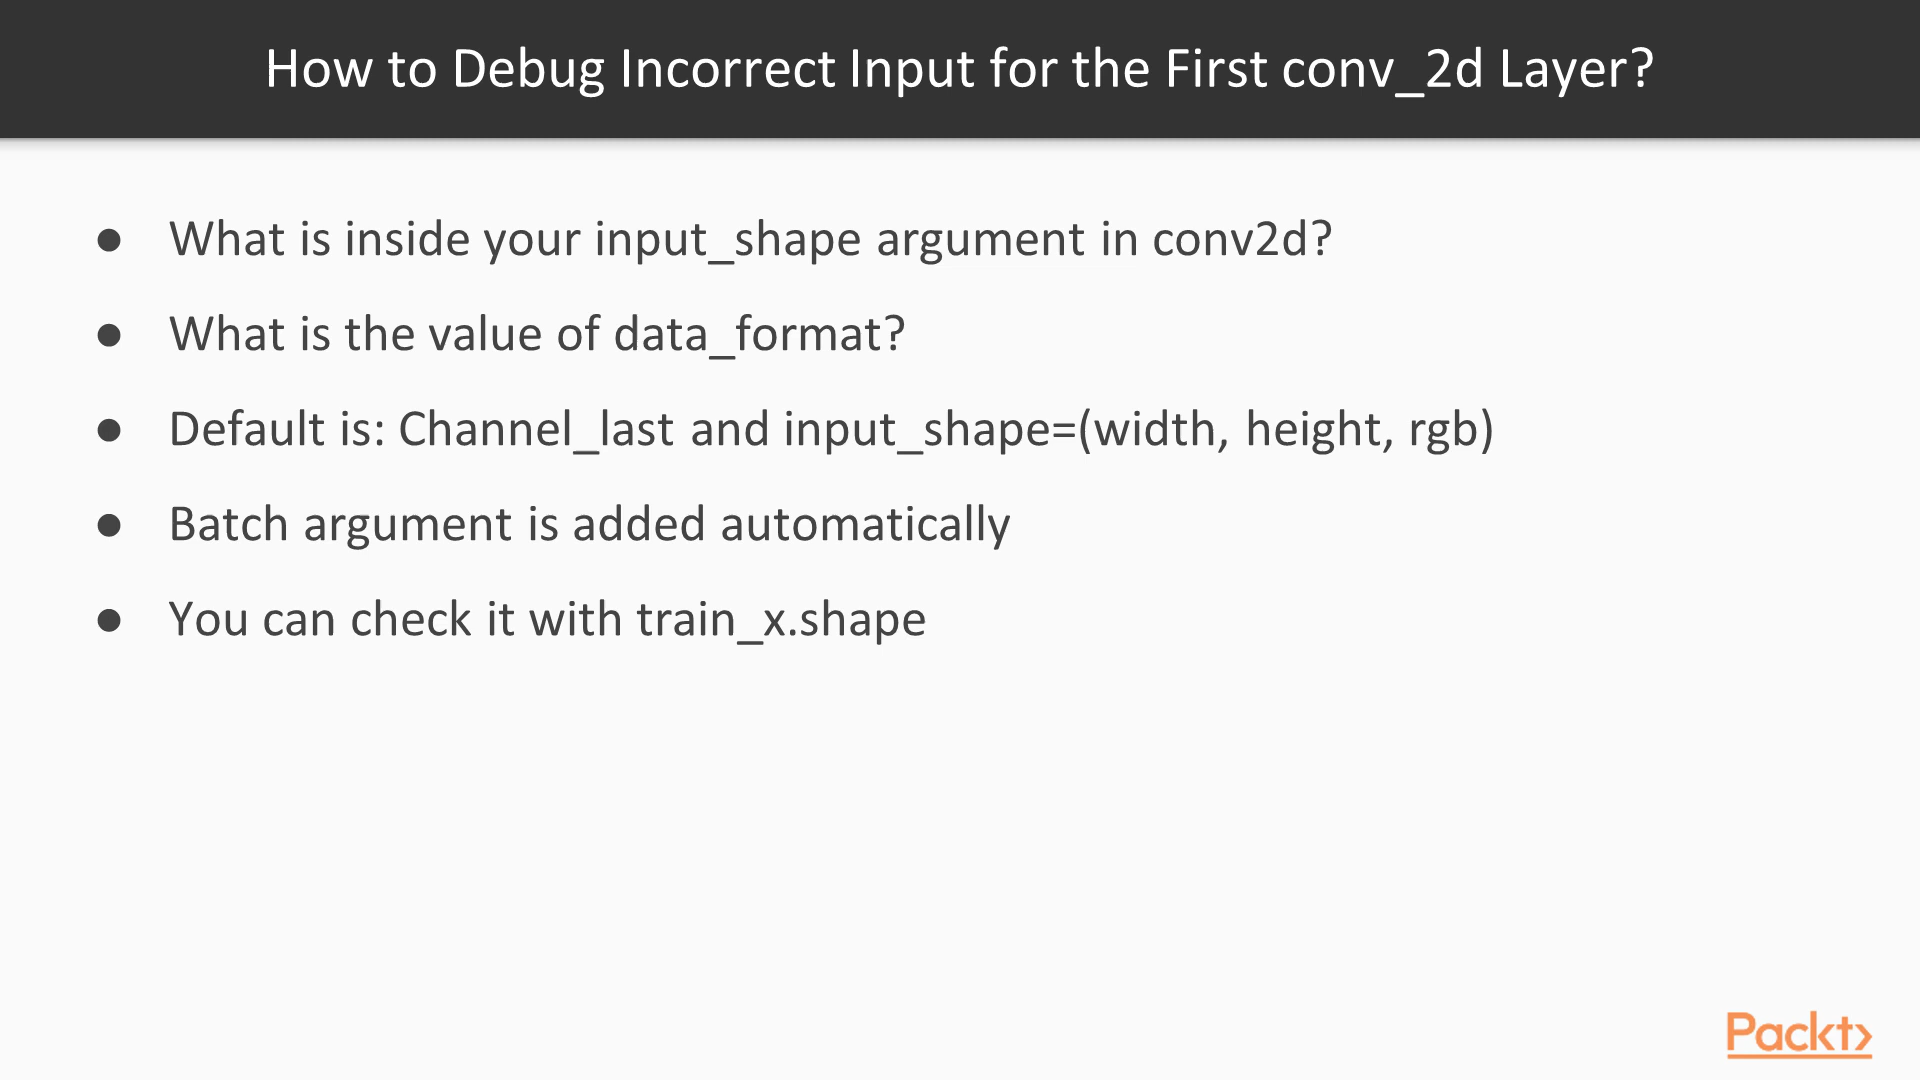 How to Debug Incorrect Input for the First conv_2d Layer?
● What is inside your input_shape argument in conv2d?
● What is the value of data_format?
● Default is: Channel_last and input_shape=(width, height, rgb)
● Batch argument is added automatically
● You can check it with train_x.shape
Packt>